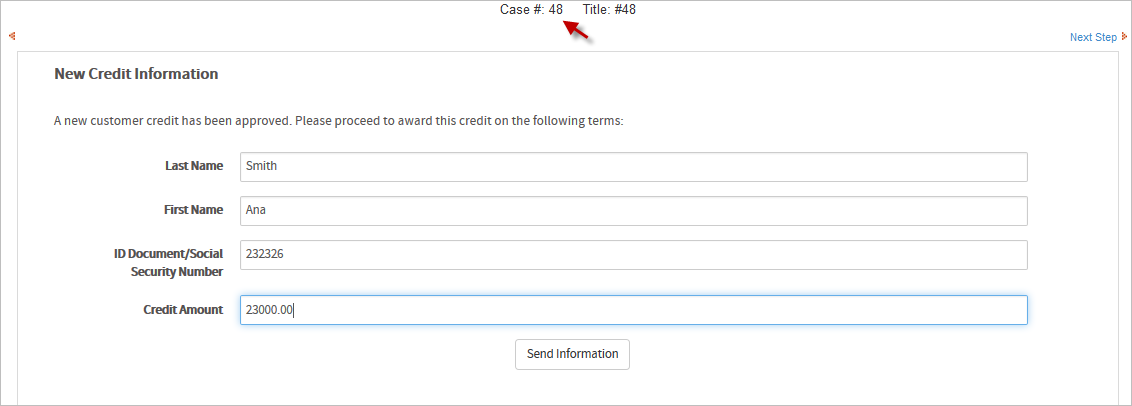 Case #: 48 Title: #48
Next Step
New Credit Information
A new customer credit has been approved. Please proceed to award this credit on the following terms:
Last Name Smith
First Name Ana
ID Document/Social
Security Number 232326
Credit Amount 23000.00
Send Information